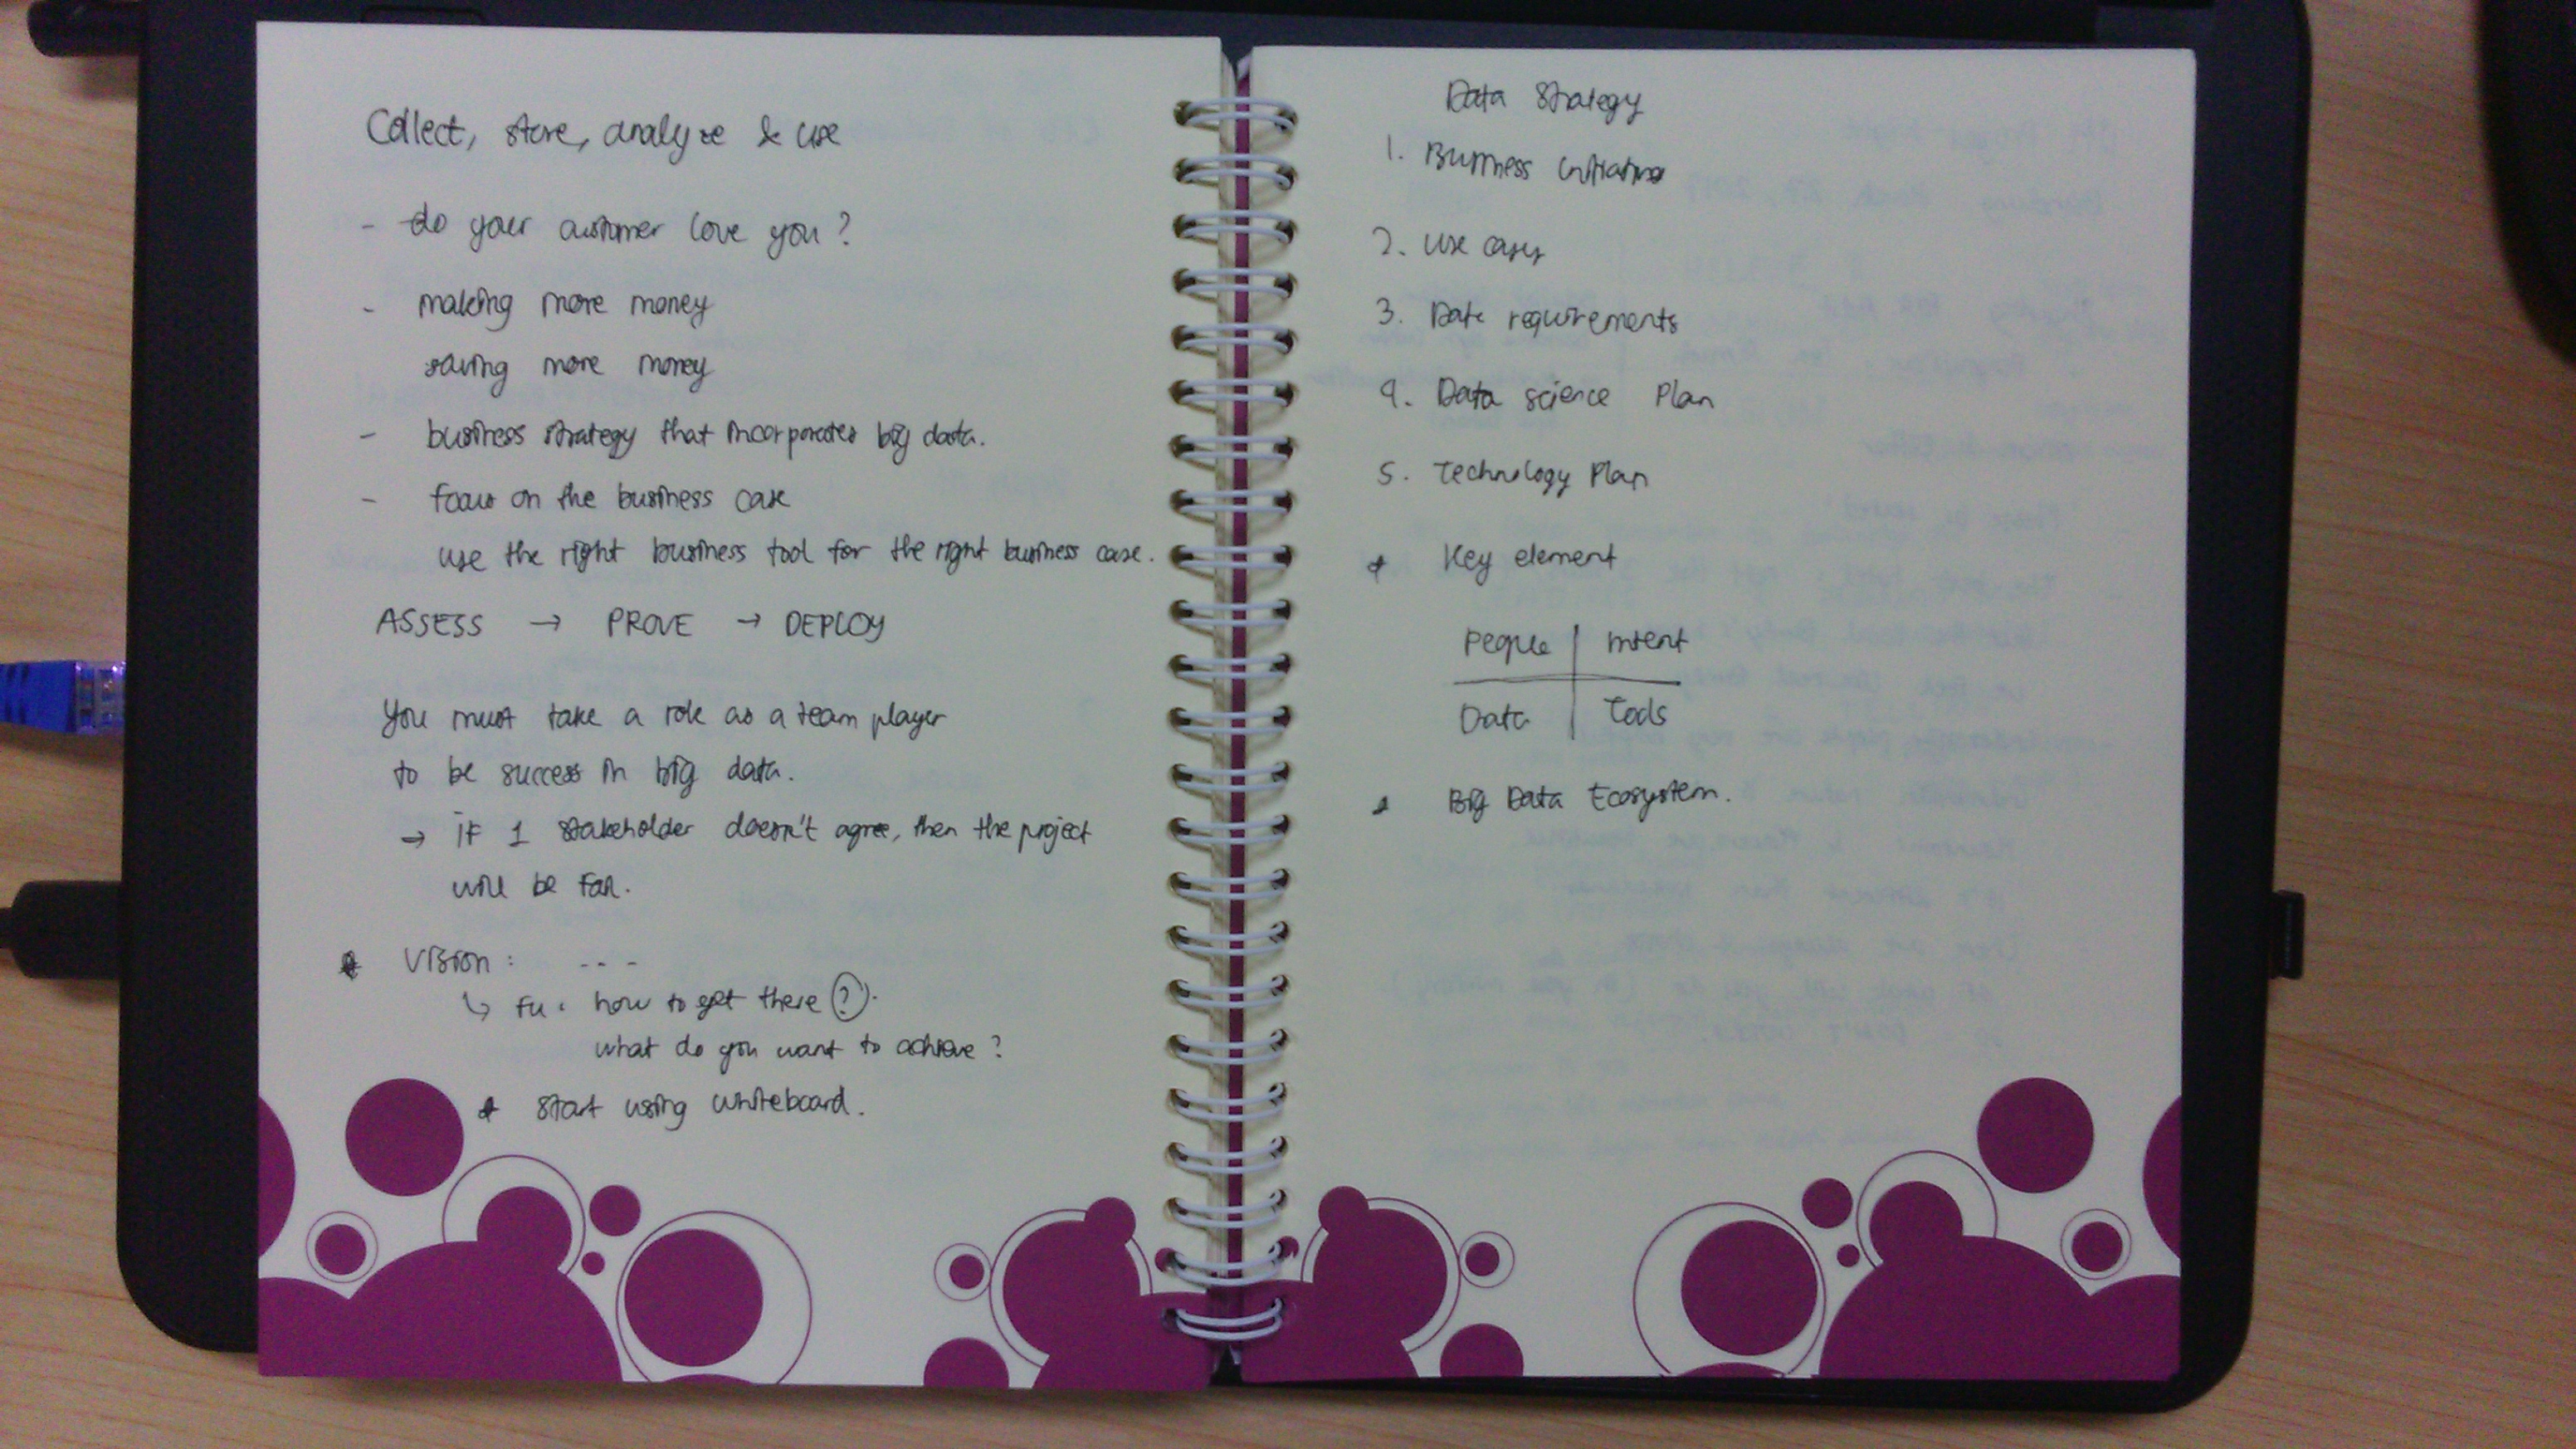 Collect, store, analyze & use
- do your customer love you?
- making more money
saving more money
- business strategy that incorporates big data.
- focus on the business case
use the right business tool for the right business case.
ASSESS → PROVE → DEPLOY
You must take a role as a team player
to be success in big data.
→ if 1 stakeholder doesn't agree, then the project
will be fail.
* Vision: ---
↳ fu: how to get there ?.
what do you want to achieve?
* start using whiteboard.
Data Strategy
1. Business initiative
2. Use cases
3. Data requirements
4. Data science Plan
5. Technology Plan
* Key element
People | Intent
Data | Tools
* Big Data Ecosystem.